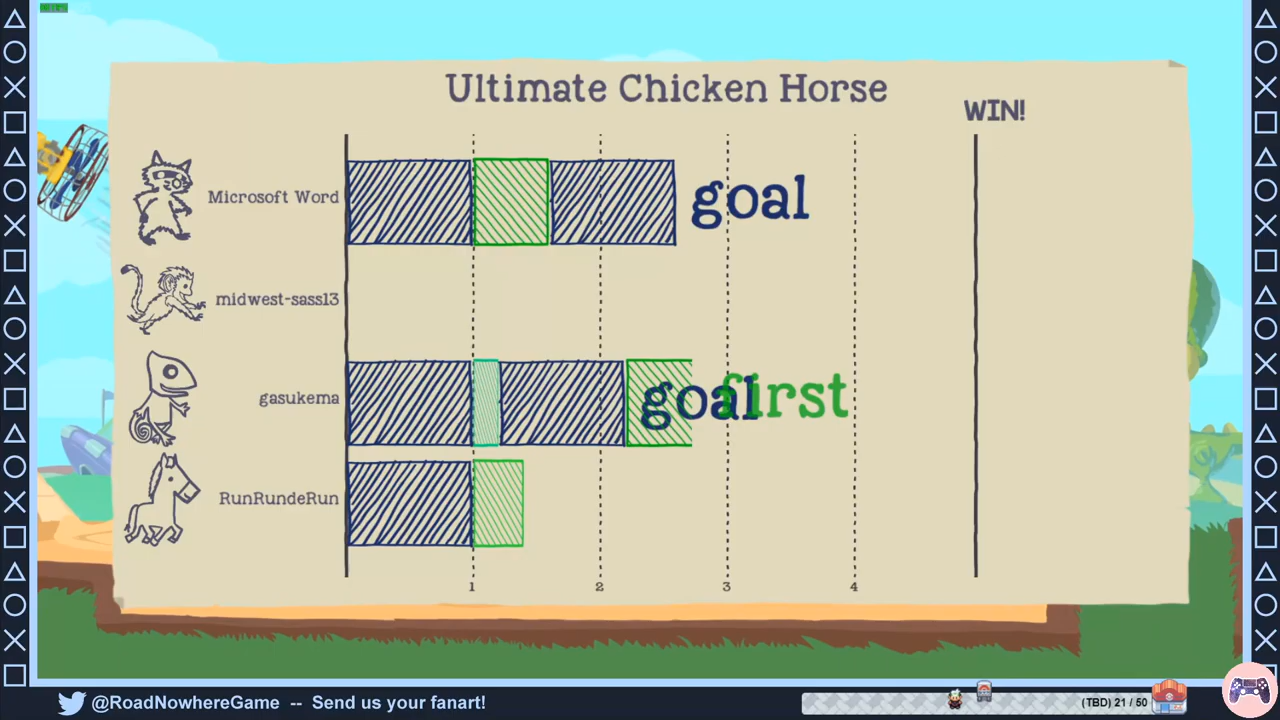 Ultimate Chicken Horse
WIN!
Microsoft Word
goal
midwest-sass13
gasukema
goal
first
RunRundeRun
1 2 3 4
@RoadNowhereGame -- Send us your fanart!
(TBD) 21 / 50